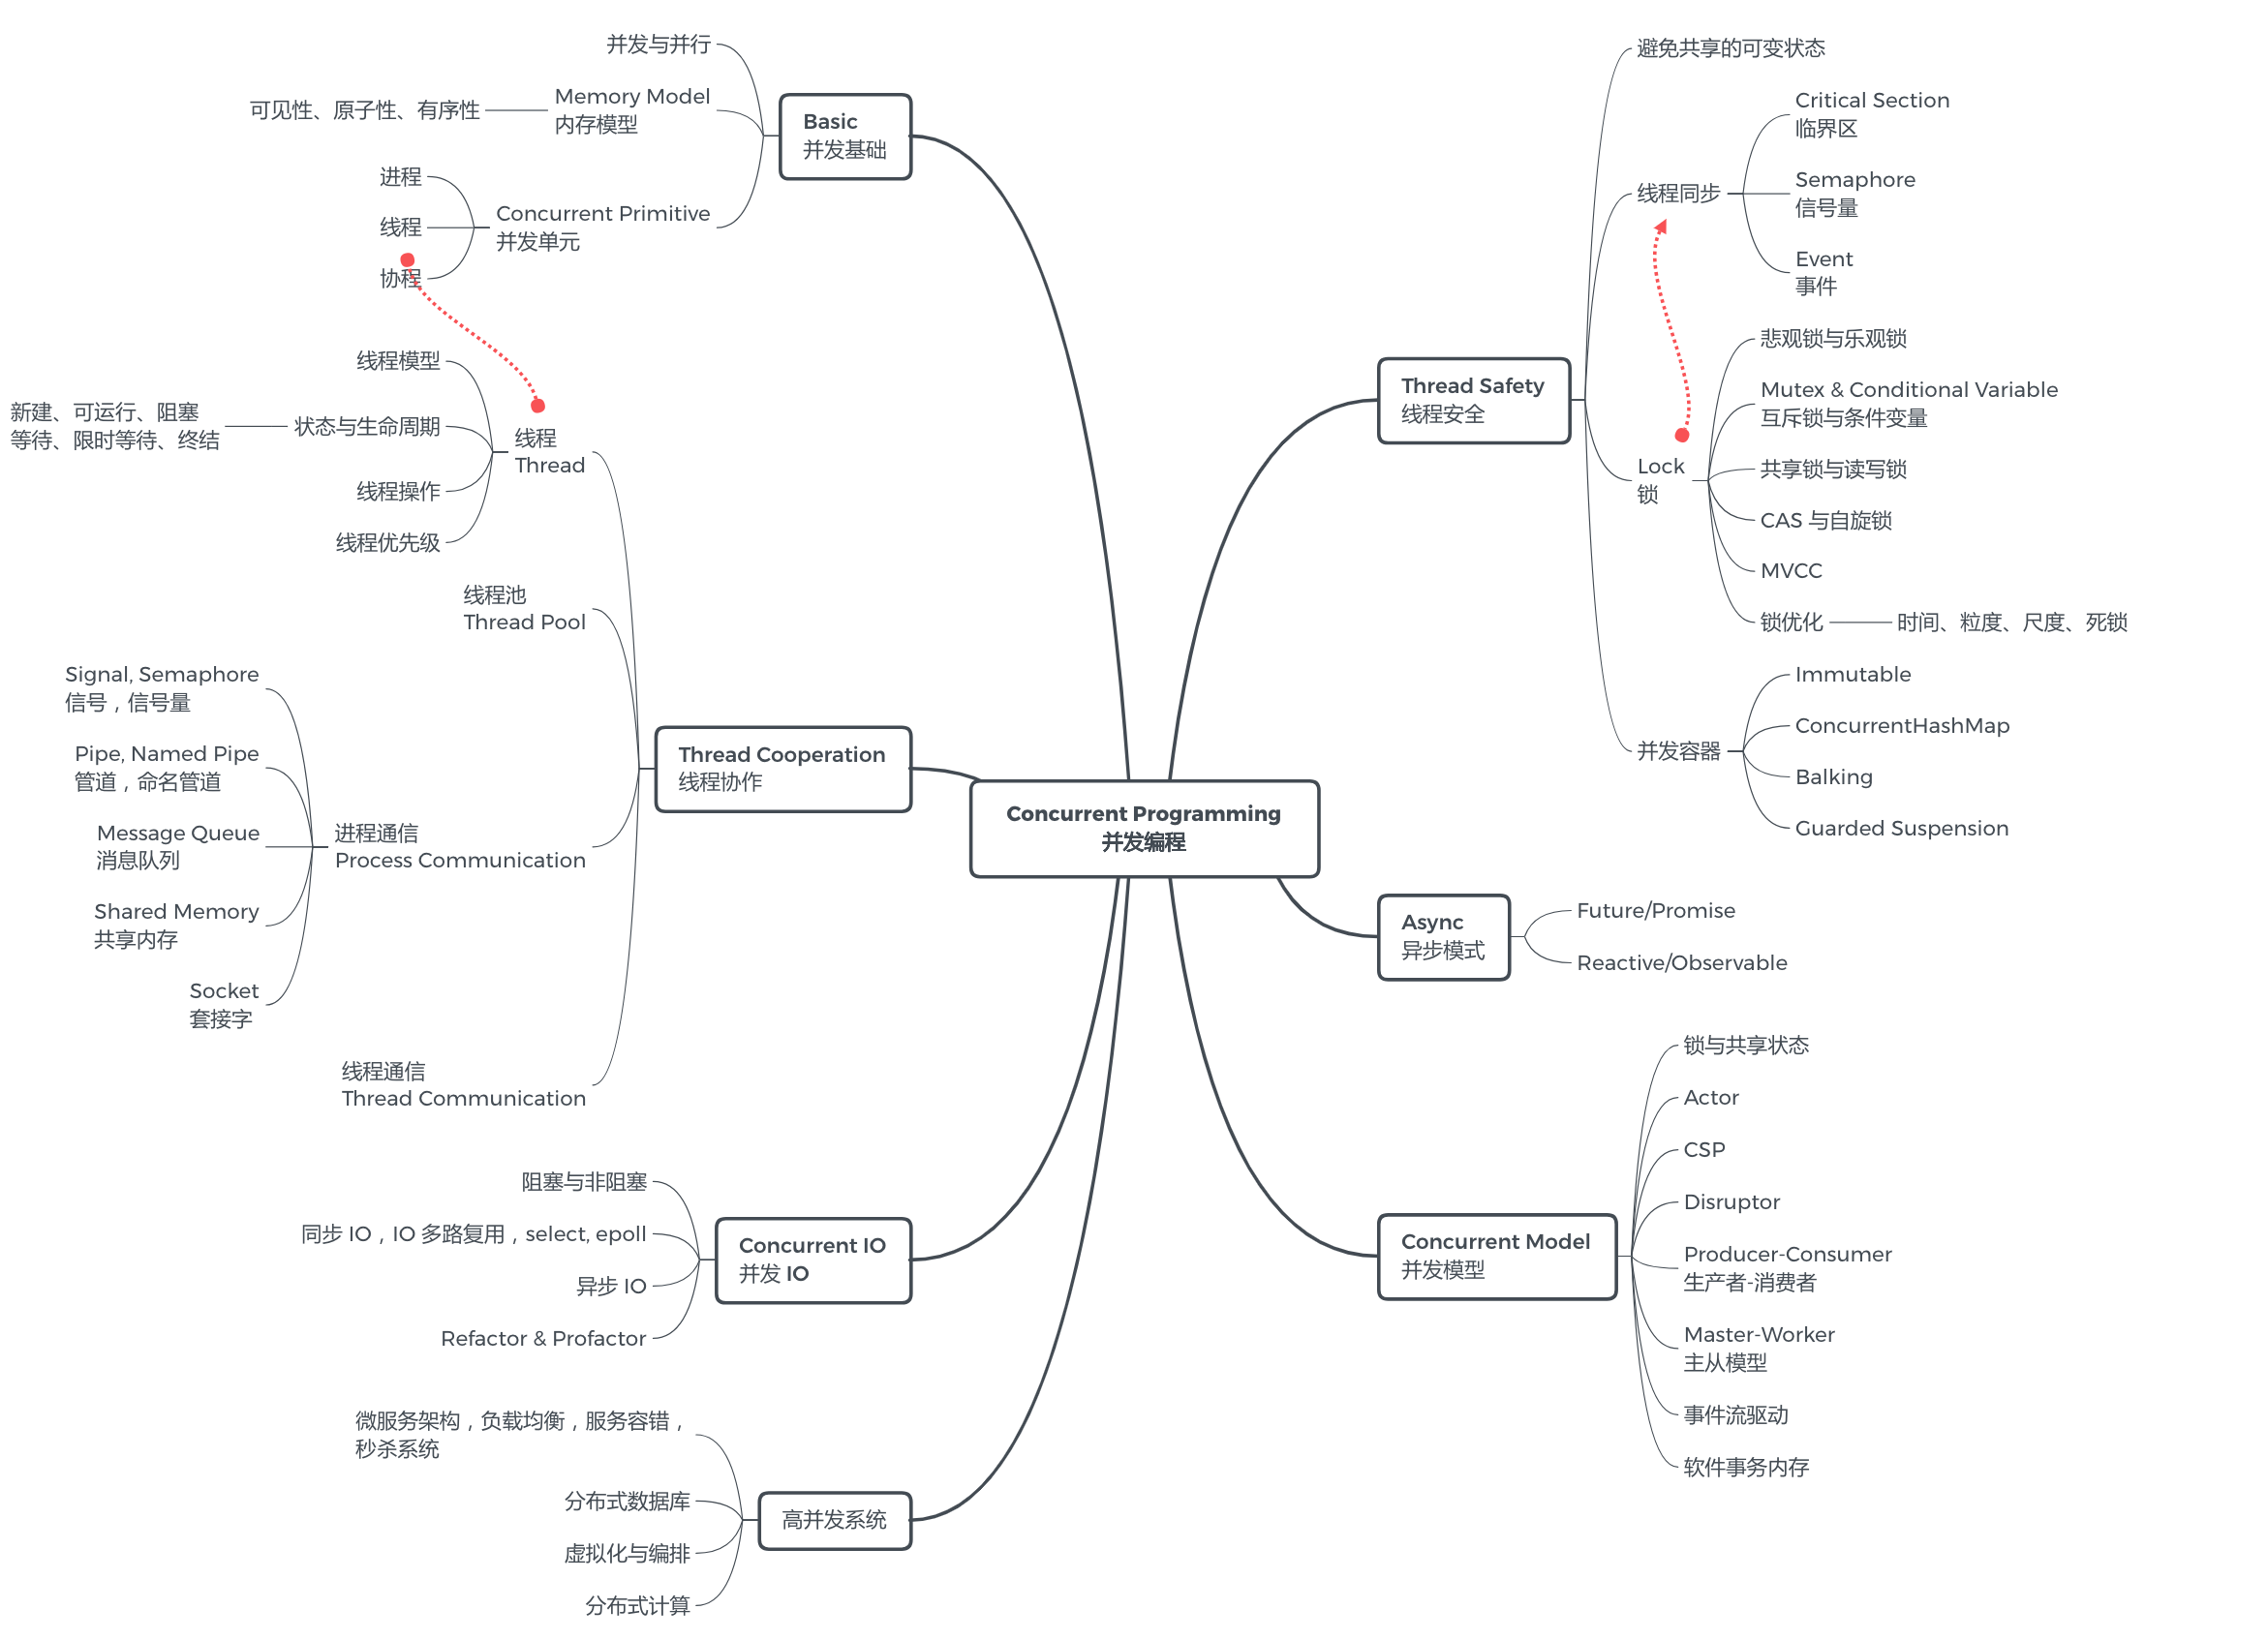 Concurrent Programming
并发编程
Basic
并发基础
并发与并行
Memory Model
内存模型
可见性、原子性、有序性
Concurrent Primitive
并发单元
进程
线程
协程
Thread Cooperation
线程协作
线程
Thread
线程模型
状态与生命周期
新建、可运行、阻塞
等待、限时等待、终结
线程操作
线程优先级
线程池
Thread Pool
进程通信
Process Communication
Signal, Semaphore
信号，信号量
Pipe, Named Pipe
管道，命名管道
Message Queue
消息队列
Shared Memory
共享内存
Socket
套接字
线程通信
Thread Communication
Concurrent IO
并发 IO
阻塞与非阻塞
同步 IO，IO 多路复用，select, epoll
异步 IO
Refactor & Profactor
高并发系统
微服务架构，负载均衡，服务容错，
秒杀系统
分布式数据库
虚拟化与编排
分布式计算
Thread Safety
线程安全
避免共享的可变状态
线程同步
Critical Section
临界区
Semaphore
信号量
Event
事件
Lock
锁
悲观锁与乐观锁
Mutex & Conditional Variable
互斥锁与条件变量
共享锁与读写锁
CAS 与自旋锁
MVCC
锁优化
时间、粒度、尺度、死锁
并发容器
Immutable
ConcurrentHashMap
Balking
Guarded Suspension
Async
异步模式
Future/Promise
Reactive/Observable
Concurrent Model
并发模型
锁与共享状态
Actor
CSP
Disruptor
Producer-Consumer
生产者-消费者
Master-Worker
主从模型
事件流驱动
软件事务内存